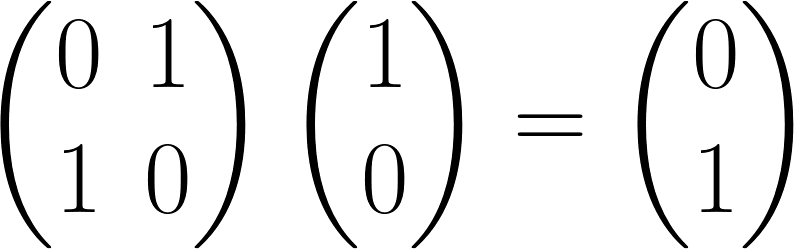 ( 0 1 ) ( 1 ) = ( 0 )
( 1 0 ) ( 0 )   ( 1 )